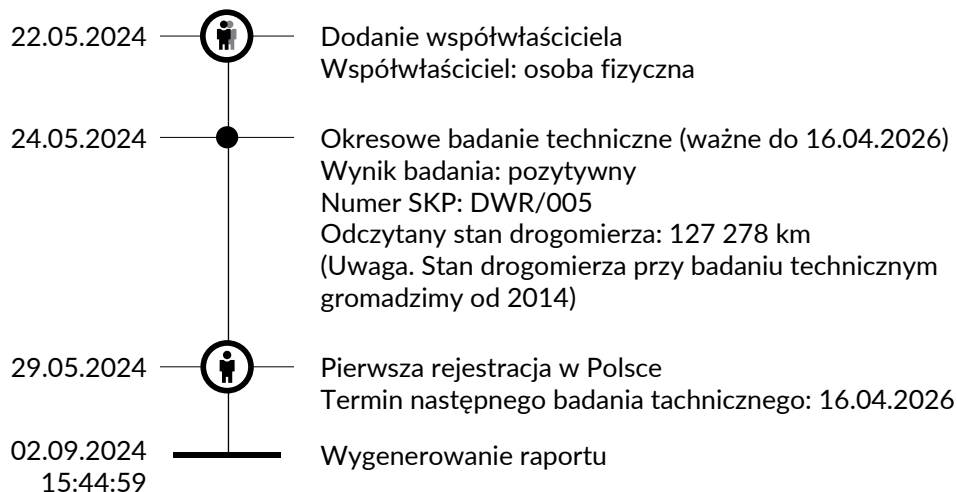 22.05.2024
Dodanie współwłaściciela
Współwłaściciel: osoba fizyczna
24.05.2024
Okresowe badanie techniczne (ważne do 16.04.2026)
Wynik badania: pozytywny
Numer SKP: DWR/005
Odczytany stan drogomierza: 127 278 km
(Uwaga. Stan drogomierza przy badaniu technicznym
gromadzimy od 2014)
29.05.2024
Pierwsza rejestracja w Polsce
Termin następnego badania tachnicznego: 16.04.2026
02.09.2024
15:44:59
Wygenerowanie raportu